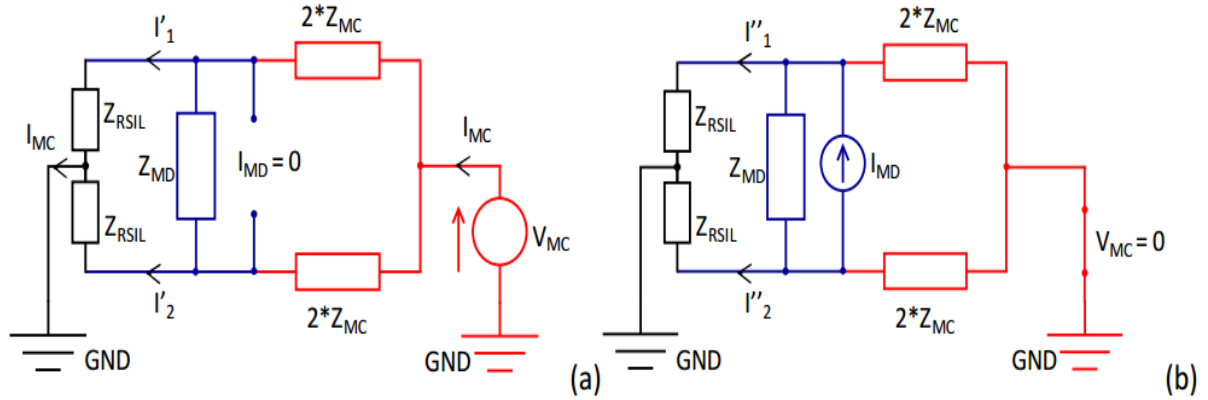 I'1
2*ZMC
ZRSIL
IMC
ZMD
IMD = 0
IMC
ZRSIL
VMC
I'2
2*ZMC
GND
GND
(a)
I''1
2*ZMC
ZRSIL
ZMD
IMD
ZRSIL
VMC = 0
I''2
2*ZMC
GND
GND
(b)